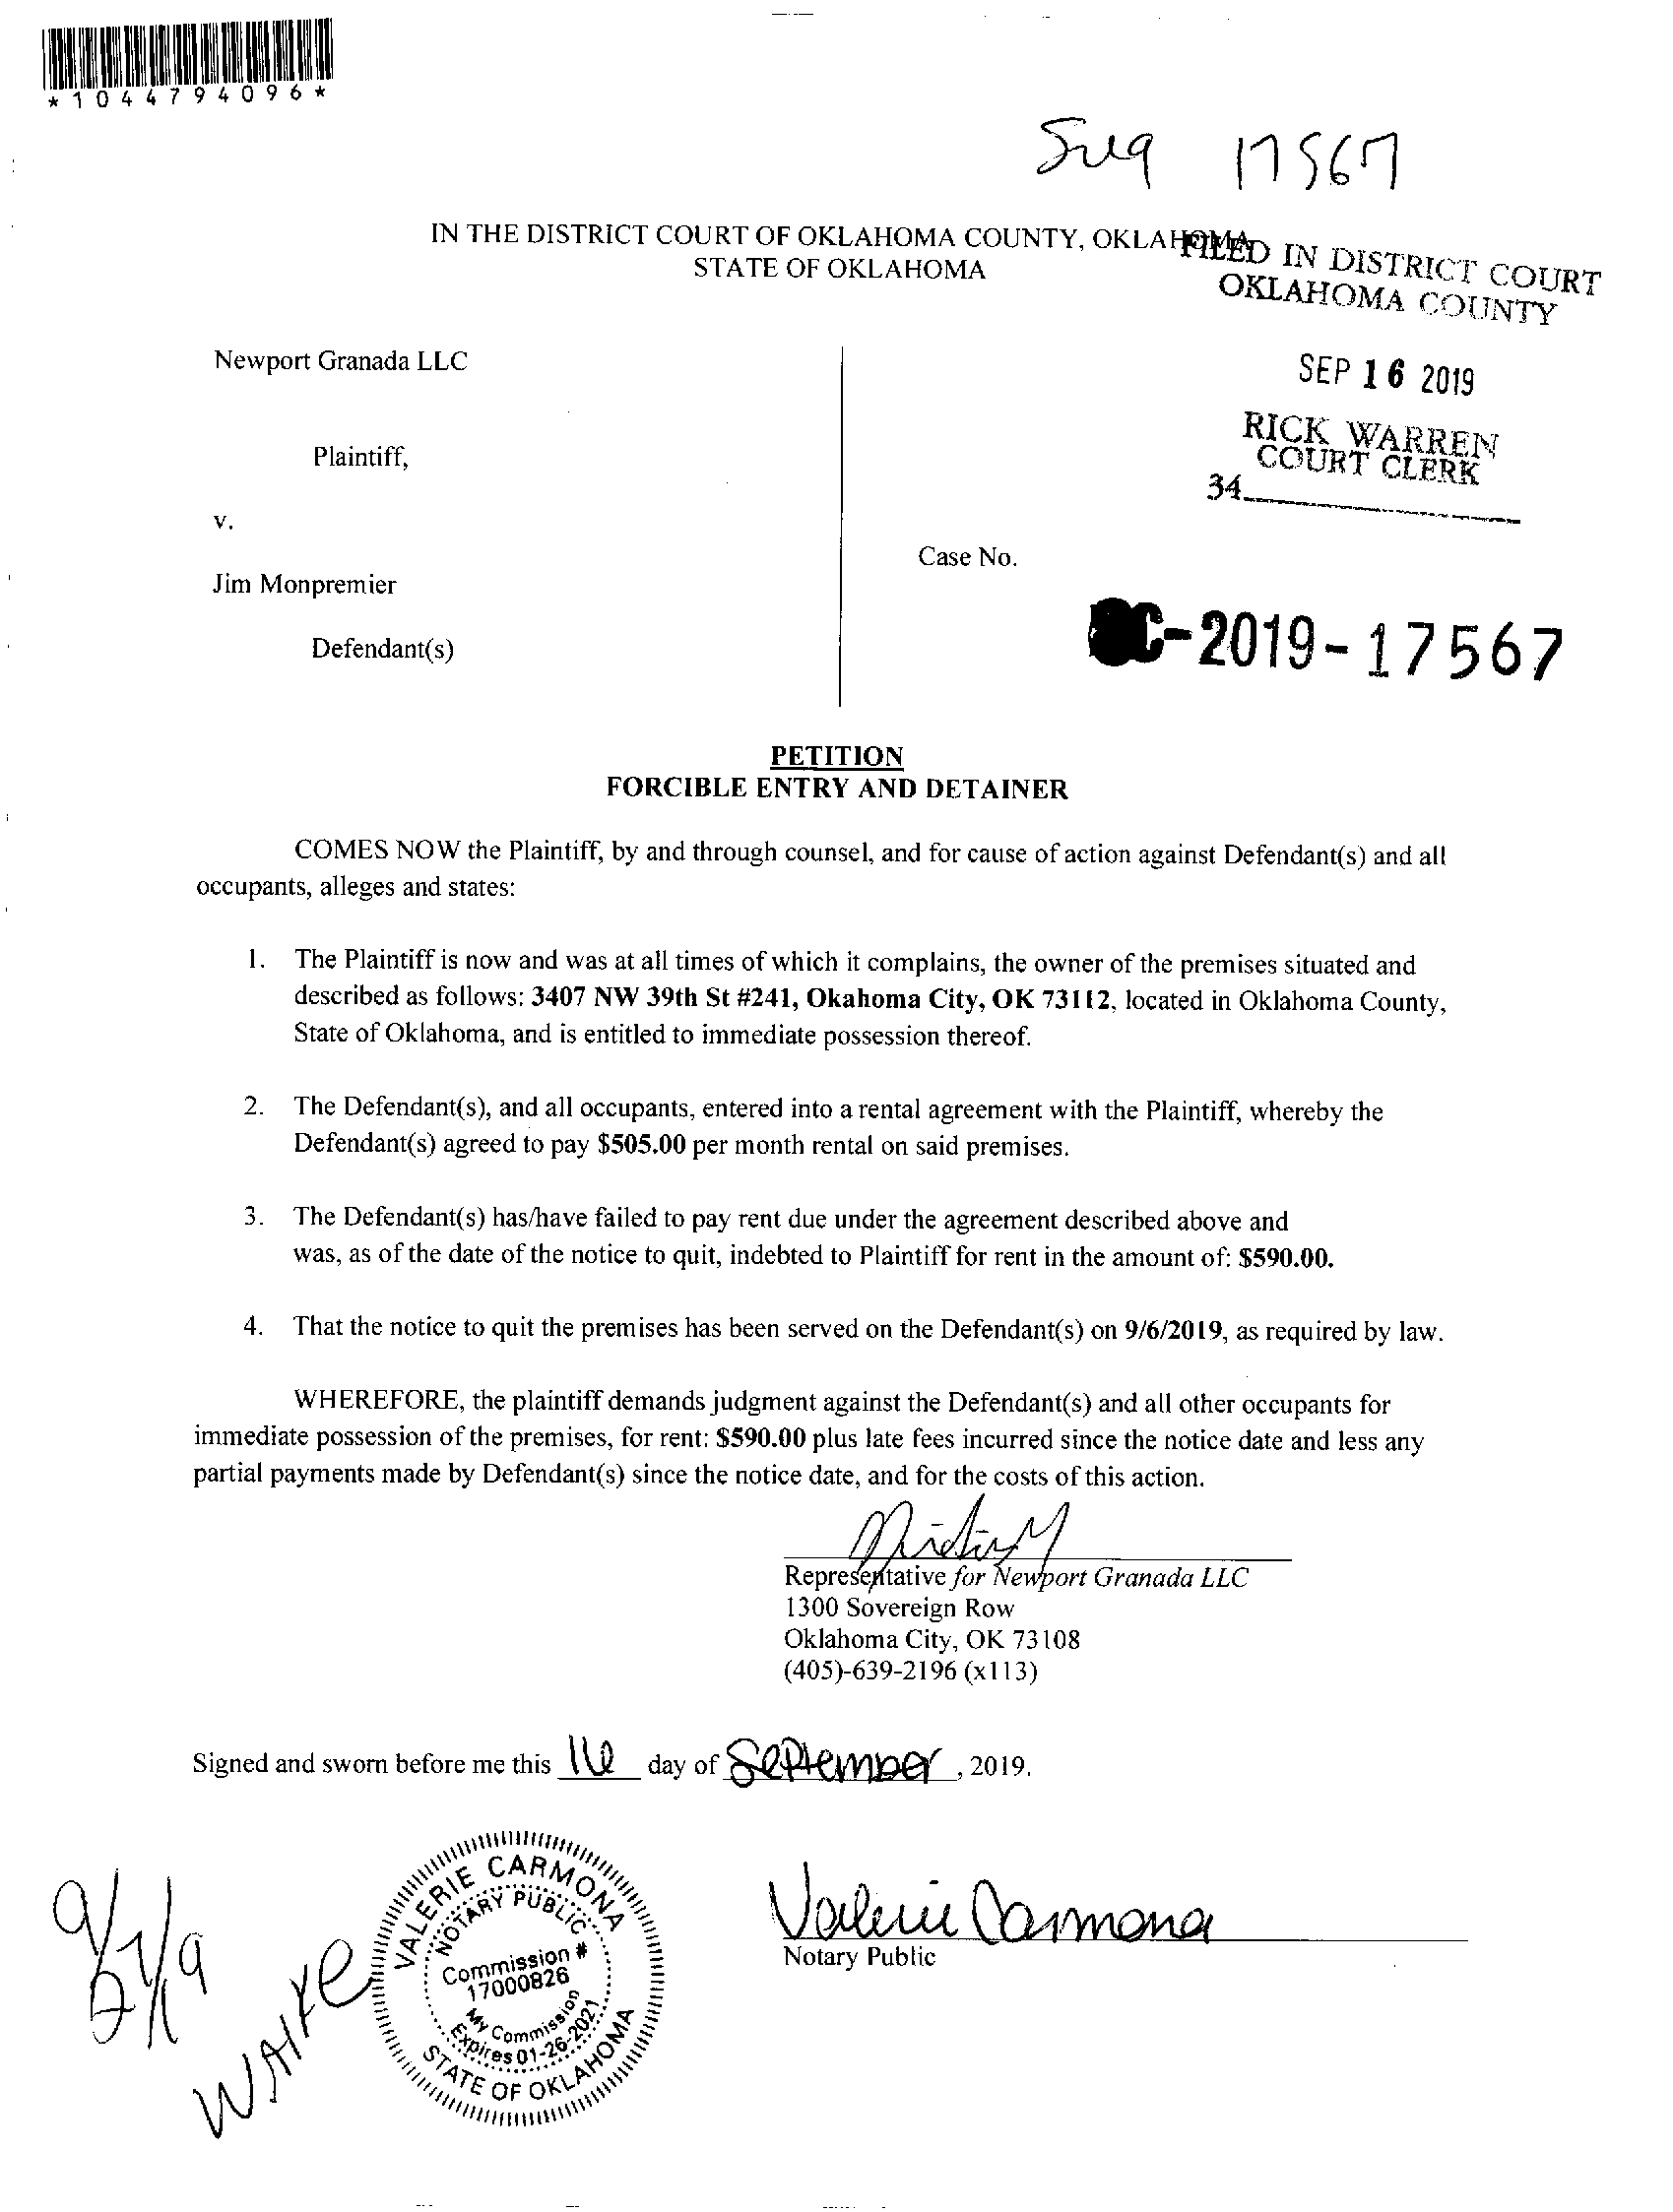 *1044794096*
17567
IN THE DISTRICT COURT OF OKLAHOMA COUNTY, OKLAHOMA
STATE OF OKLAHOMA
FILED IN DISTRICT COURT
OKLAHOMA COUNTY
SEP 16 2019
RICK WARREN
COURT CLERK
34
Newport Granada LLC
Plaintiff,
v.
Jim Monpremier
Defendant(s)
Case No.
C-2019-17567
PETITION
FORCIBLE ENTRY AND DETAINER
COMES NOW the Plaintiff, by and through counsel, and for cause of action against Defendant(s) and all
occupants, alleges and states:
1. The Plaintiff is now and was at all times of which it complains, the owner of the premises situated and
described as follows: 3407 NW 39th St #241, Okahoma City, OK 73112, located in Oklahoma County,
State of Oklahoma, and is entitled to immediate possession thereof.
2. The Defendant(s), and all occupants, entered into a rental agreement with the Plaintiff, whereby the
Defendant(s) agreed to pay $505.00 per month rental on said premises.
3. The Defendant(s) has/have failed to pay rent due under the agreement described above and
was, as of the date of the notice to quit, indebted to Plaintiff for rent in the amount of: $590.00.
4. That the notice to quit the premises has been served on the Defendant(s) on 9/6/2019, as required by law.
WHEREFORE, the plaintiff demands judgment against the Defendant(s) and all other occupants for
immediate possession of the premises, for rent: $590.00 plus late fees incurred since the notice date and less any
partial payments made by Defendant(s) since the notice date, and for the costs of this action.
Representative for Newport Granada LLC
1300 Sovereign Row
Oklahoma City, OK 73108
(405)-639-2196 (x113)
Signed and sworn before me this 16 day of September, 2019.
VALERIE CARMONA
NOTARY PUBLIC
Commission #
17000826
My Commission
Expires 01-26-2021
STATE OF OKLAHOMA
Valerie Carmona
Notary Public